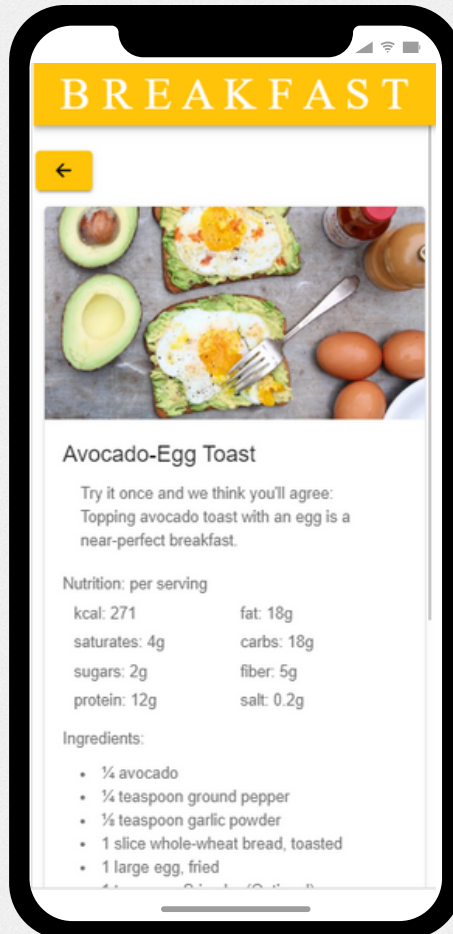 BREAKFAST
Avocado-Egg Toast
Try it once and we think you'll agree:
Topping avocado toast with an egg is a
near-perfect breakfast.
Nutrition: per serving
kcal: 271 fat: 18g
saturates: 4g carbs: 18g
sugars: 2g fiber: 5g
protein: 12g salt: 0.2g
Ingredients:
• ¼ avocado
• ¼ teaspoon ground pepper
• ⅛ teaspoon garlic powder
• 1 slice whole-wheat bread, toasted
• 1 large egg, fried